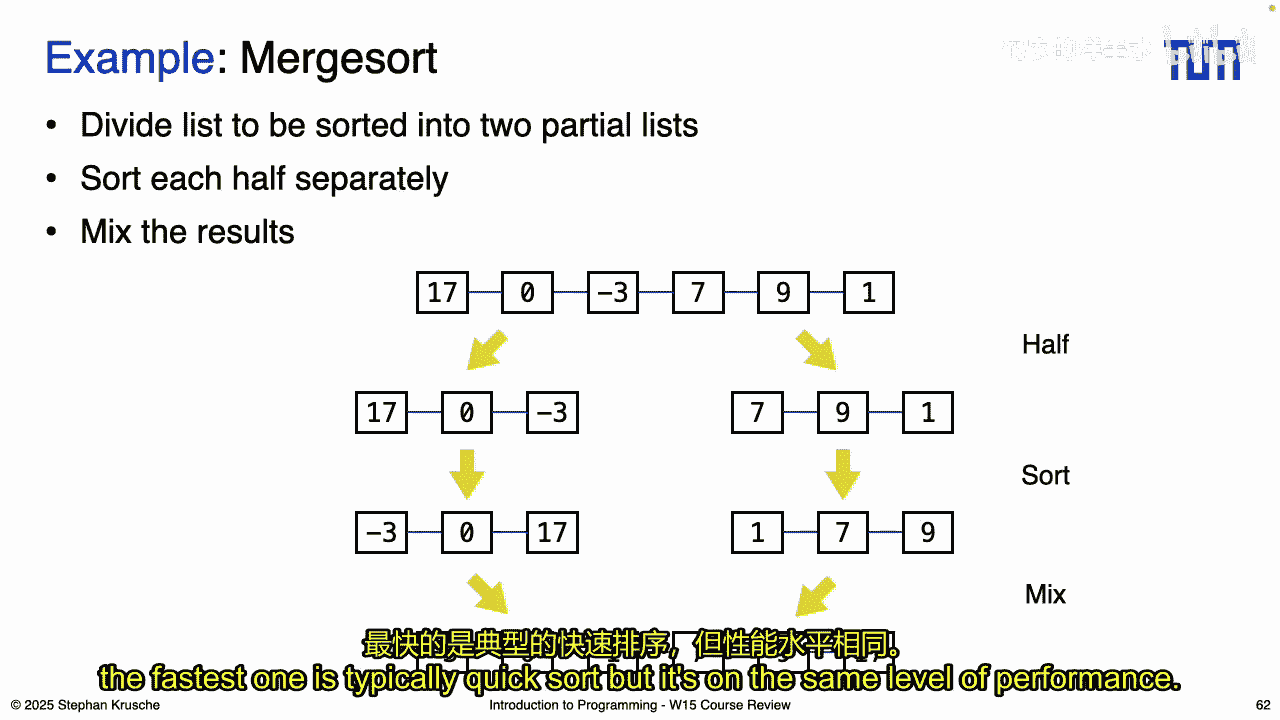 Example: Mergesort
• Divide list to be sorted into two partial lists
• Sort each half separately
• Mix the results
17 0 −3 7 9 1
Half
17 0 −3 7 9 1
Sort
−3 0 17 1 7 9
Mix
最快的是典型的快速排序，但性能水平相同。
the fastest one is typically quick sort but it's on the same level of performance.
© 2025 Stephan Krusche Introduction to Programming - W15 Course Review 62